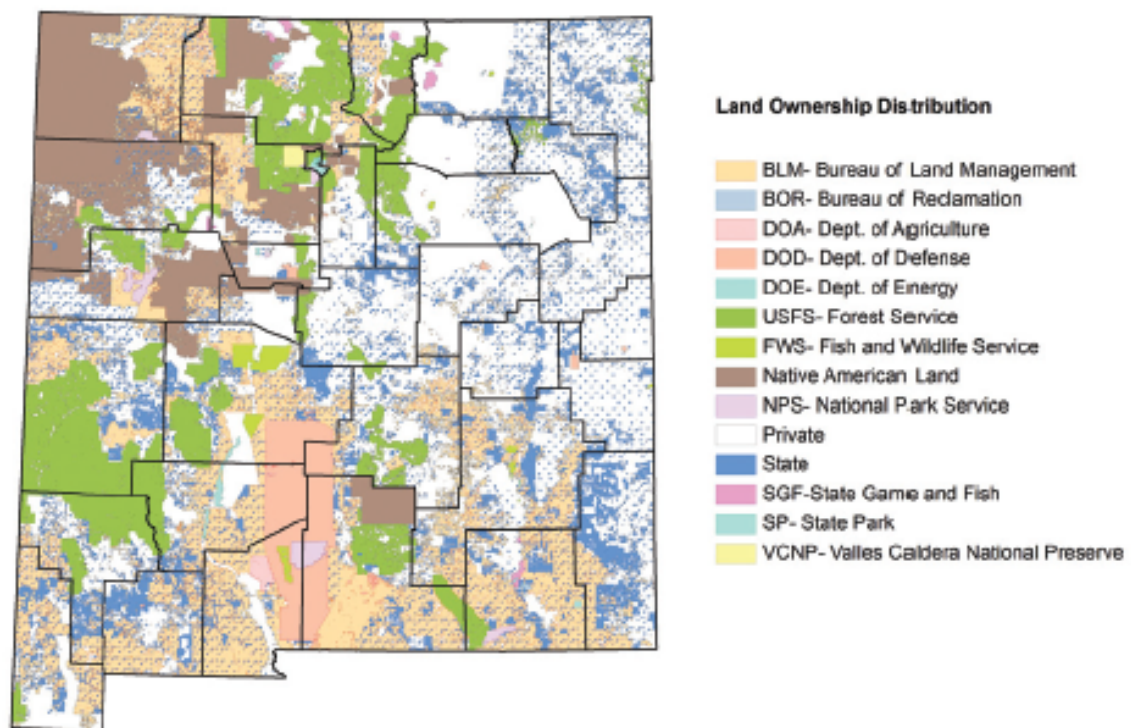 Land Ownership Distribution
BLM- Bureau of Land Management
BOR- Bureau of Reclamation
DOA- Dept. of Agriculture
DOD- Dept. of Defense
DOE- Dept. of Energy
USFS- Forest Service
FWS- Fish and Wildlife Service
Native American Land
NPS- National Park Service
Private
State
SGF-State Game and Fish
SP- State Park
VCNP- Valles Caldera National Preserve